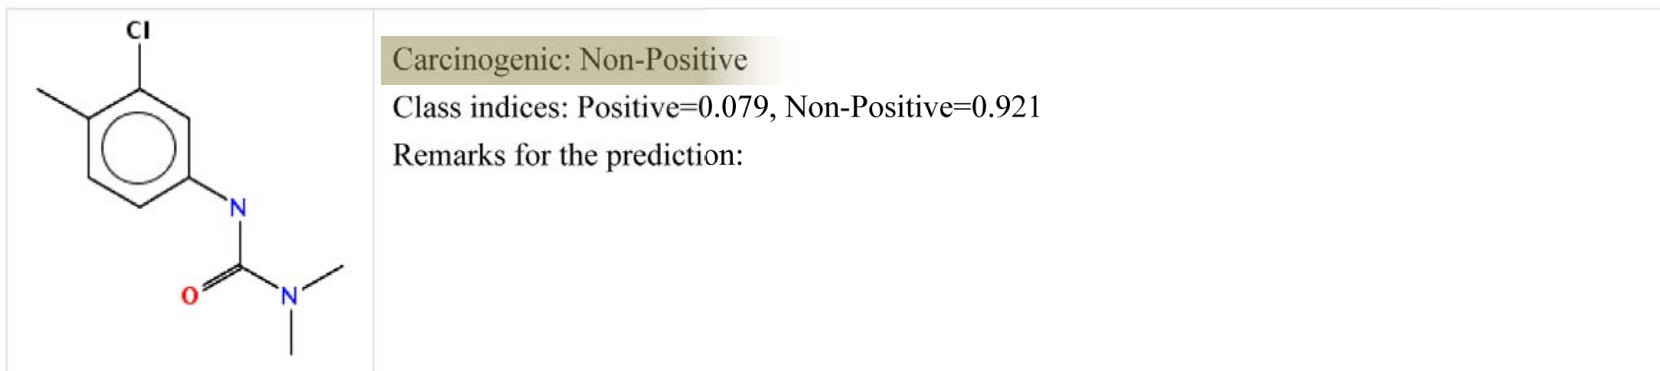 Cl
N
O
N
Carcinogenic: Non-Positive
Class indices: Positive=0.079, Non-Positive=0.921
Remarks for the prediction: